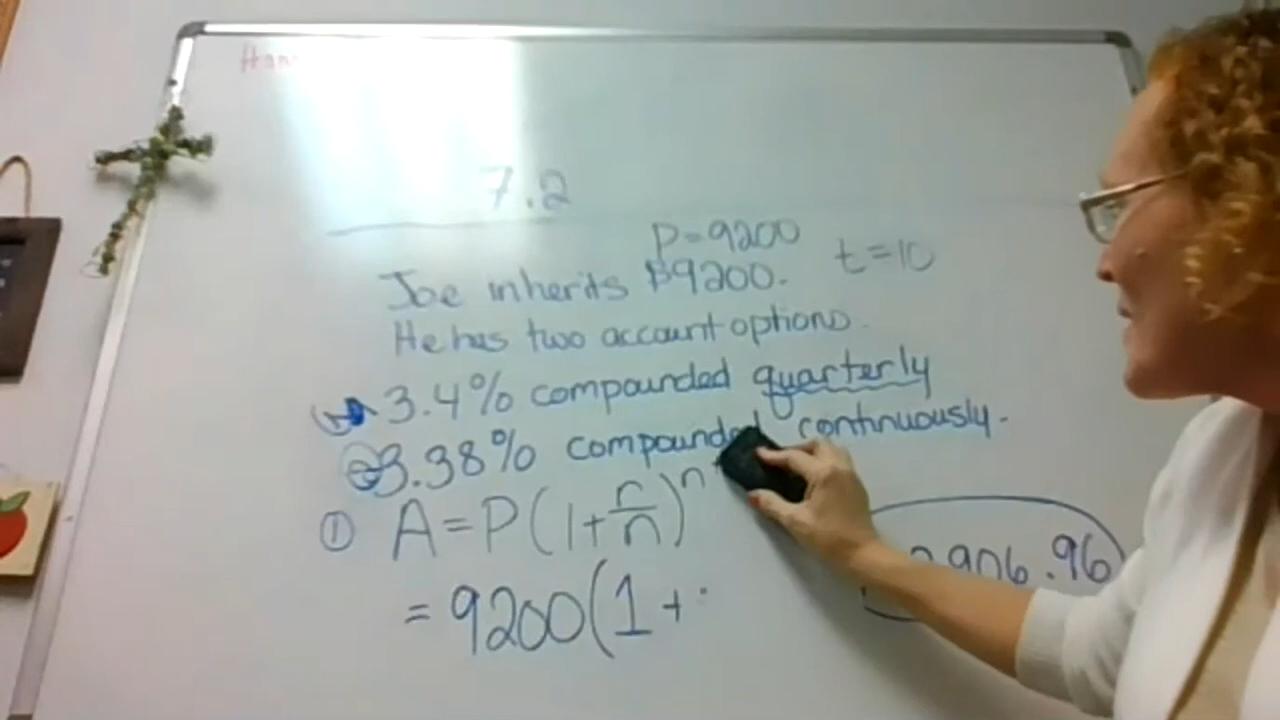 7.2
P=9200
t=10
Joe inherits $9200.
He has two account options.
3.4% compounded quarterly
3.38% compounded continuously.
① A=P(1+r/n)^n
906.96
= 9200(1+